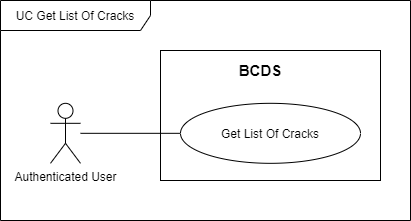 UC Get List Of Cracks
BCDS
Get List Of Cracks
Authenticated User